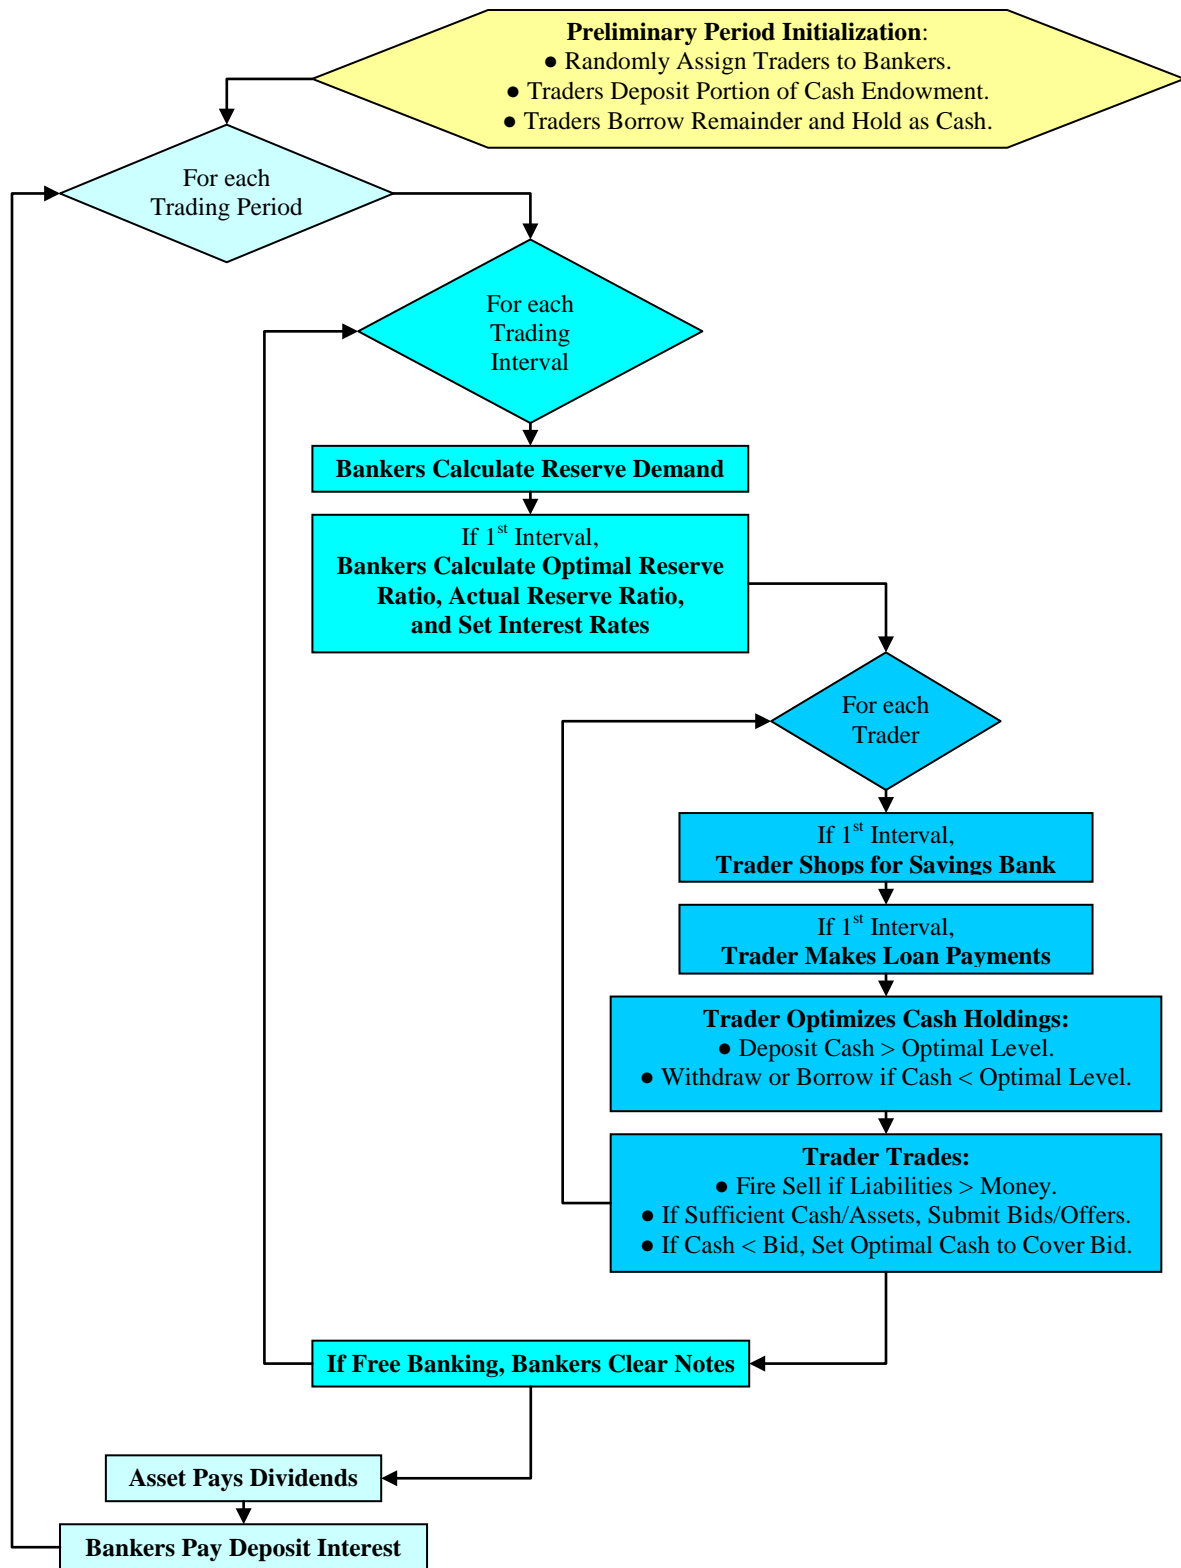 Preliminary Period Initialization:
● Randomly Assign Traders to Bankers.
● Traders Deposit Portion of Cash Endowment.
● Traders Borrow Remainder and Hold as Cash.
For each
Trading Period
For each
Trading
Interval
Bankers Calculate Reserve Demand
If 1st Interval,
Bankers Calculate Optimal Reserve
Ratio, Actual Reserve Ratio,
and Set Interest Rates
For each
Trader
If 1st Interval,
Trader Shops for Savings Bank
If 1st Interval,
Trader Makes Loan Payments
Trader Optimizes Cash Holdings:
● Deposit Cash > Optimal Level.
● Withdraw or Borrow if Cash < Optimal Level.
Trader Trades:
● Fire Sell if Liabilities > Money.
● If Sufficient Cash/Assets, Submit Bids/Offers.
● If Cash < Bid, Set Optimal Cash to Cover Bid.
If Free Banking, Bankers Clear Notes
Asset Pays Dividends
Bankers Pay Deposit Interest